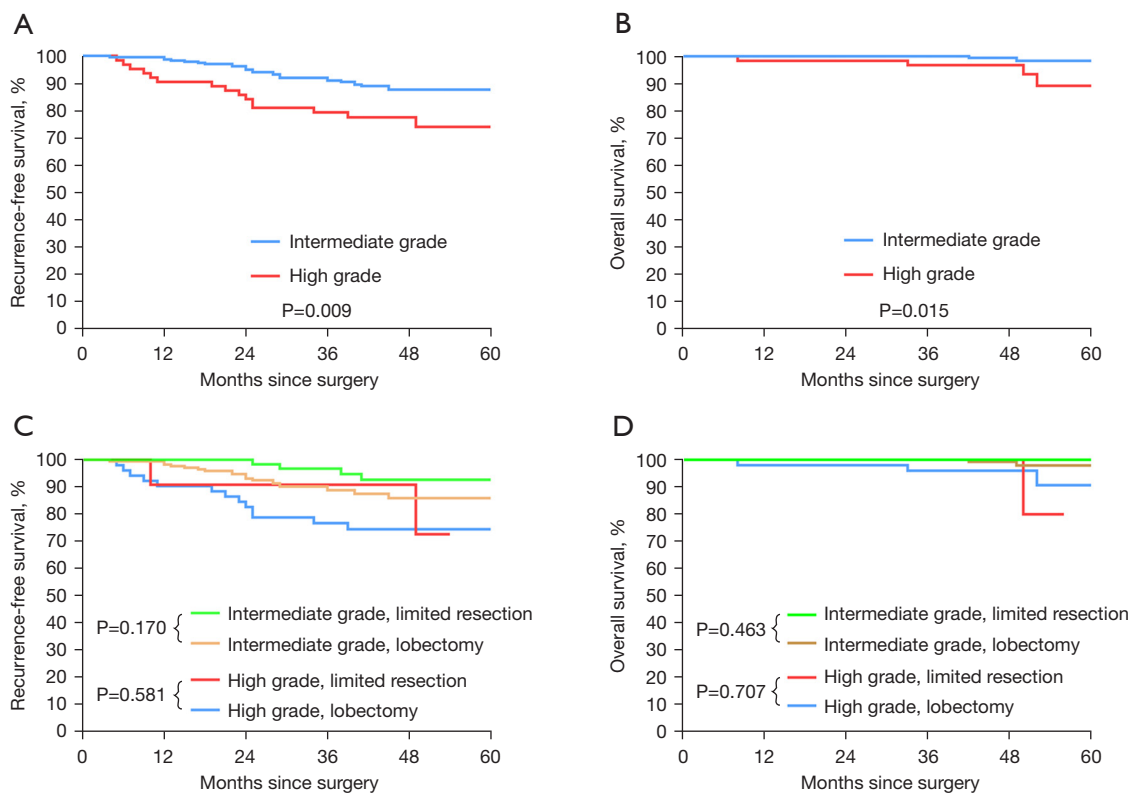 A
Recurrence-free survival, %
100
90
80
70
60
50
40
30
20
10
0
Intermediate grade
High grade
P=0.009
0 12 24 36 48 60
Months since surgery
B
Overall survival, %
100
90
80
70
60
50
40
30
20
10
0
Intermediate grade
High grade
P=0.015
0 12 24 36 48 60
Months since surgery
C
Recurrence-free survival, %
100
90
80
70
60
50
40
30
20
10
0
P=0.170
Intermediate grade, limited resection
Intermediate grade, lobectomy
P=0.581
High grade, limited resection
High grade, lobectomy
12 24 36 48 60
Months since surgery
D
Overall survival, %
100
90
80
70
60
50
40
30
20
10
0
P=0.463
Intermediate grade, limited resection
Intermediate grade, lobectomy
P=0.707
High grade, limited resection
High grade, lobectomy
12 24 36 48 60
Months since surgery